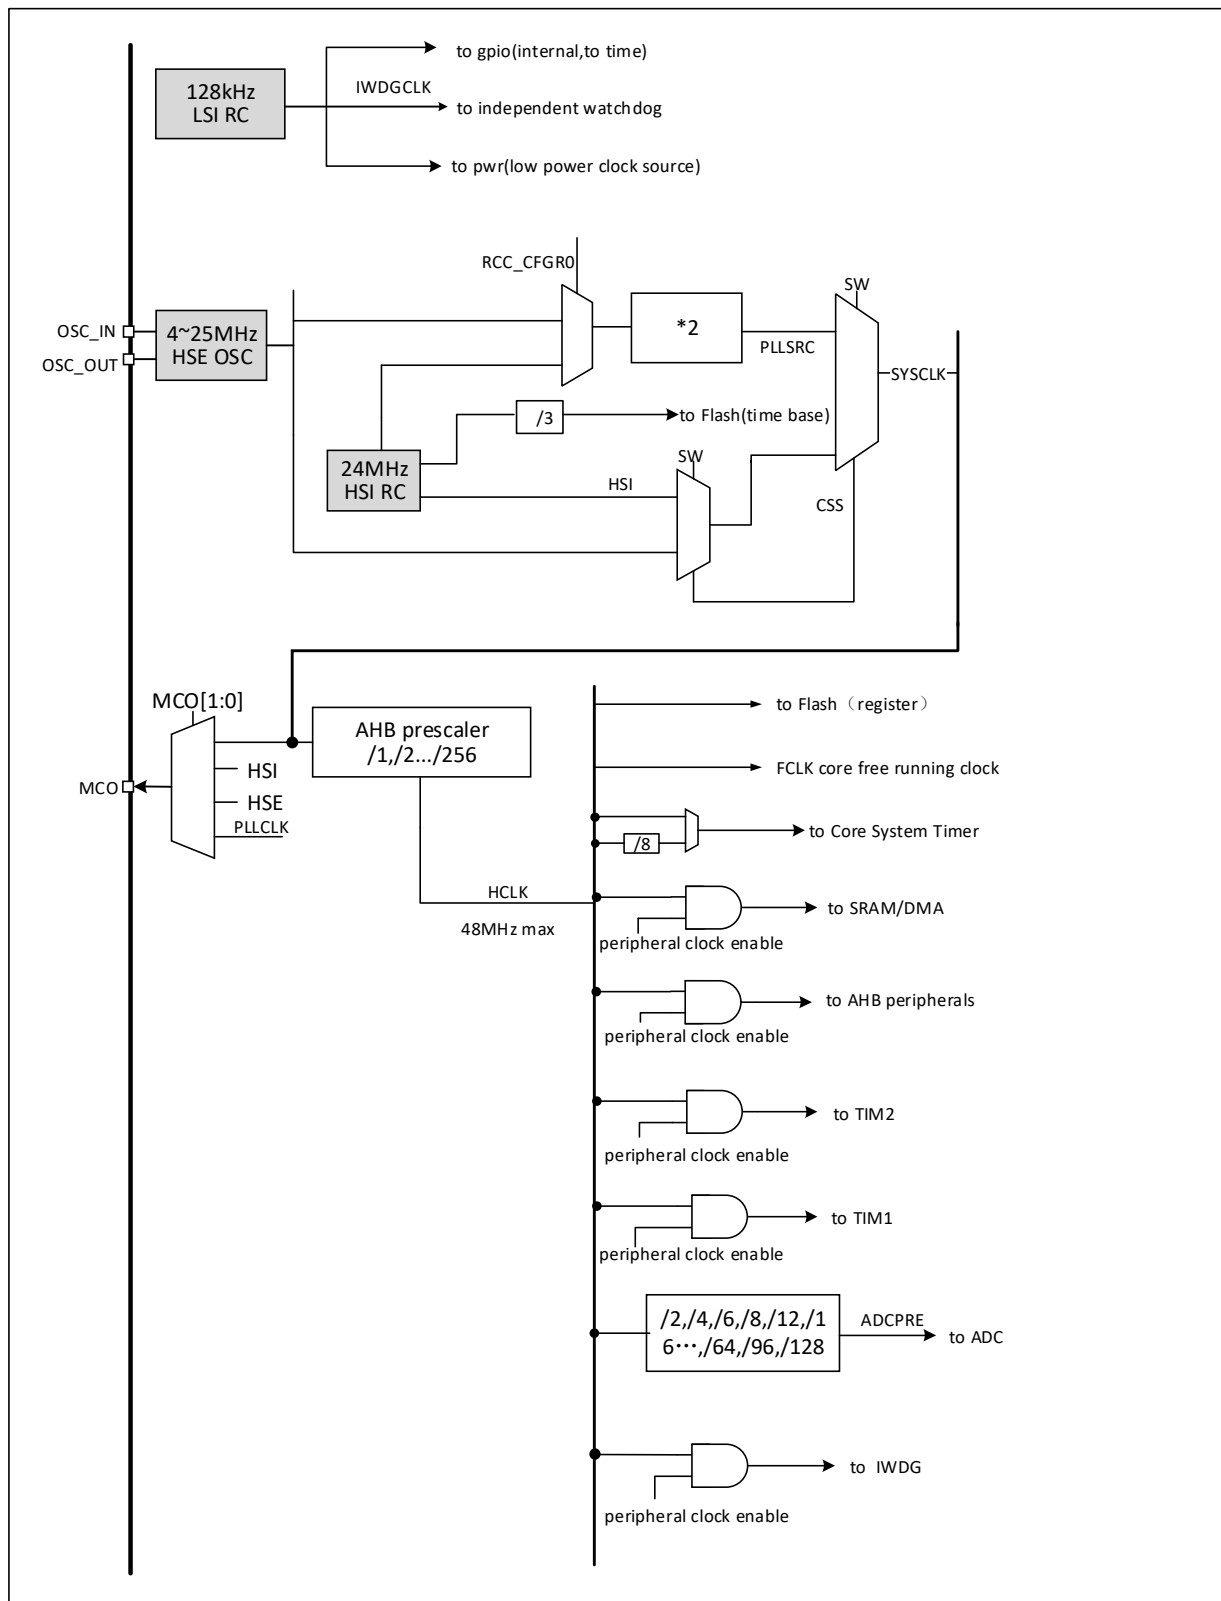 to gpio(internal,to time)
128kHz
LSI RC
IWDGCLK
to independent watchdog
to pwr(low power clock source)
RCC_CFGR0
SW
OSC_IN
OSC_OUT
4~25MHz
HSE OSC
*2
PLLSRC
SYSCLK
/3
to Flash(time base)
24MHz
HSI RC
HSI
SW
CSS
MCO[1:0]
AHB prescaler
/1,/2.../256
HSI
HSE
PLLCLK
MCO
to Flash（register）
FCLK core free running clock
/8
to Core System Timer
HCLK
48MHz max
to SRAM/DMA
peripheral clock enable
to AHB peripherals
peripheral clock enable
to TIM2
peripheral clock enable
to TIM1
peripheral clock enable
/2,/4,/6,/8,/12,/1
6···,/64,/96,/128
ADCPRE
to ADC
to IWDG
peripheral clock enable